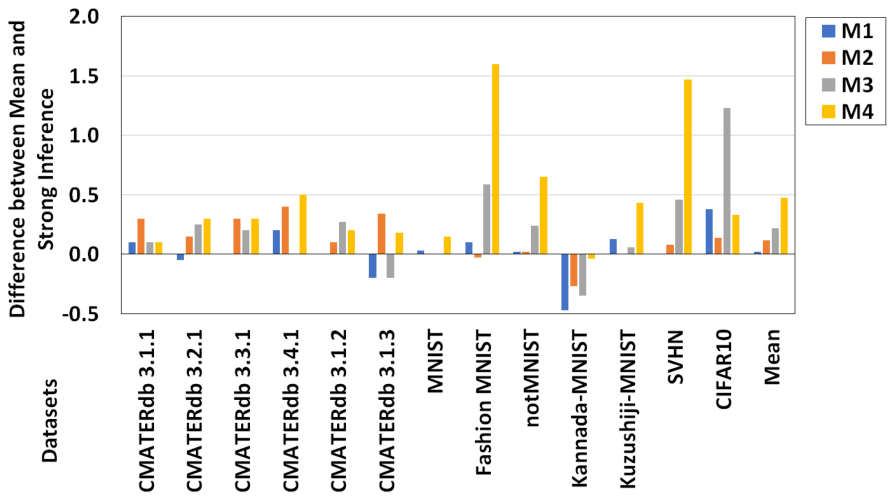 Difference between Mean and
Strong Inference
2.0
1.5
1.0
0.5
0.0
-0.5
M1
M2
M3
M4
Datasets
CMATERdb 3.1.1
CMATERdb 3.2.1
CMATERdb 3.3.1
CMATERdb 3.4.1
CMATERdb 3.1.2
CMATERdb 3.1.3
MNIST
Fashion MNIST
notMNIST
Kannada-MNIST
Kuzushiji-MNIST
SVHN
CIFAR10
Mean